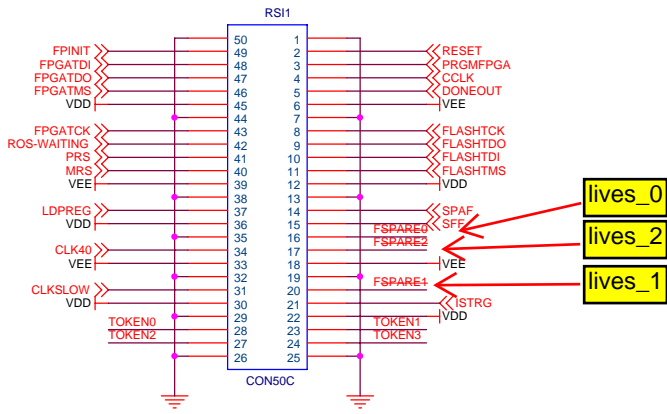 RSI1
50 1
FPINIT 49 2 RESET
FPGATDI 48 3 PRGMFPGA
FPGATDO 47 4 CCLK
FPGATMS 46 5 DONEOUT
VDD 45 6 VEE
44 7
FPGATCK 43 8 FLASHTCK
ROS-WAITING 42 9 FLASHTDO
PRS 41 10 FLASHTDI
MRS 40 11 FLASHTMS
VEE 39 12 VDD
38 13
LDPREG 37 14 SPAF
VDD 36 15 SFF
35 16 FSPARE0 lives_0
CLK40 34 17 FSPARE2 lives_2
VEE 33 18 VEE
32 19
CLKSLOW 31 20 FSPARE1 lives_1
VDD 30 21 ISTRG
29 22 VDD
TOKEN0 28 23 TOKEN1
TOKEN2 27 24 TOKEN3
26 25
CON50C